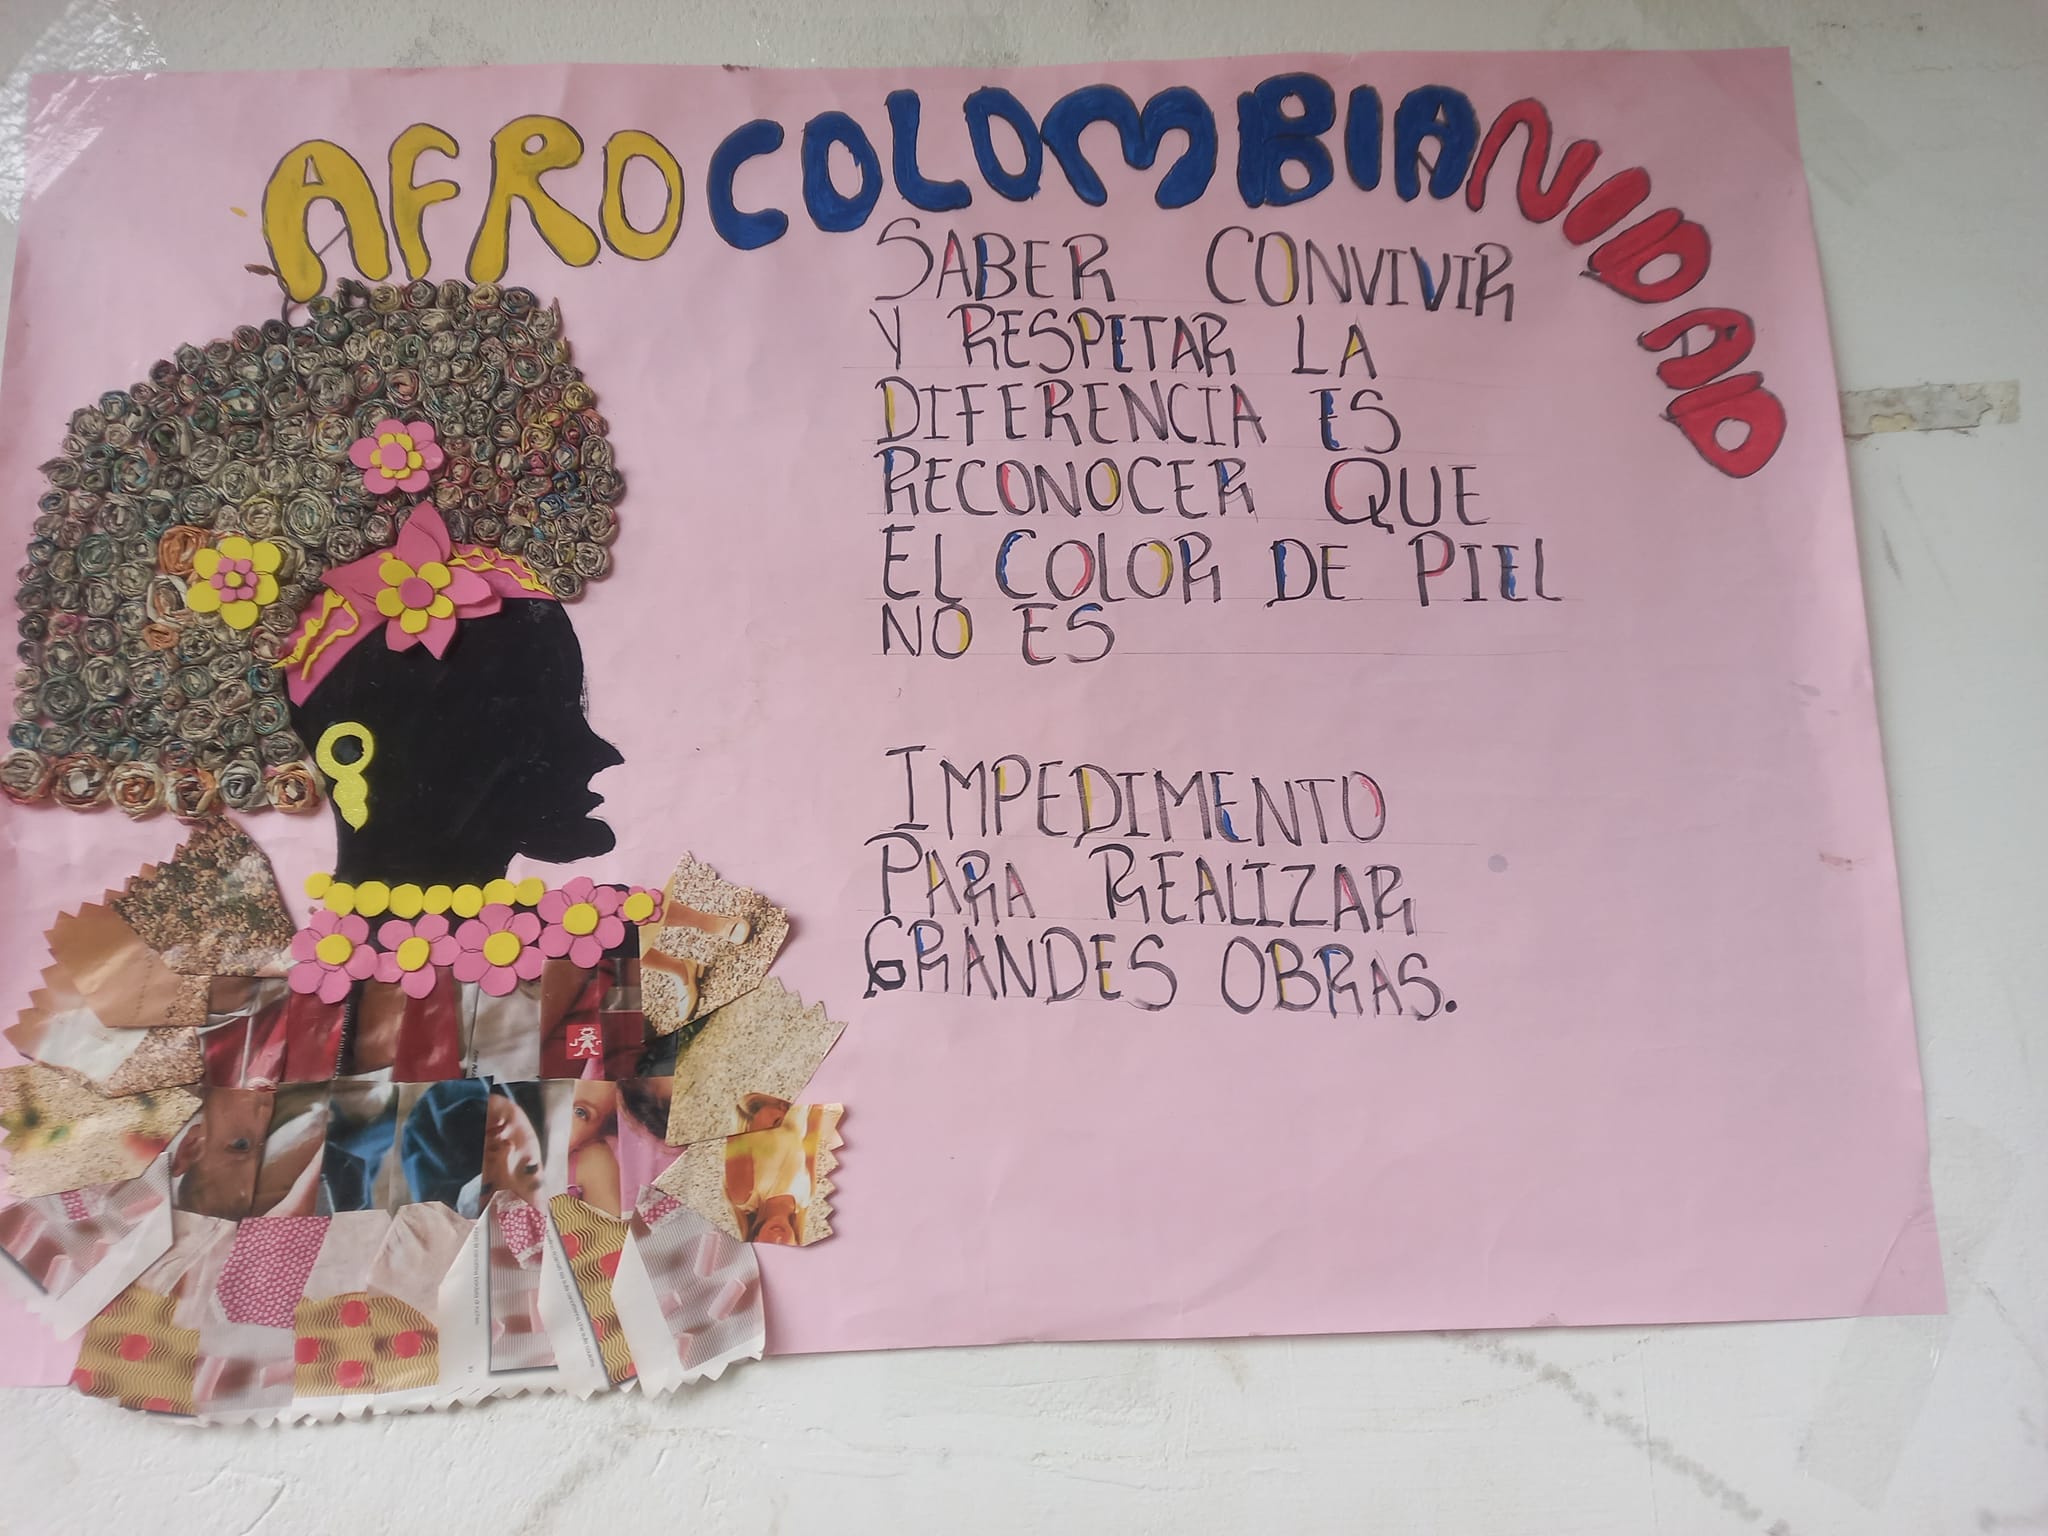 AFROCOLOMBIANIDAD
SABER CONVIVIR
Y RESPETAR LA
DIFERENCIA ES
RECONOCER QUE
EL COLOR DE PIEL
NO ES
IMPEDIMENTO
PARA REALIZAR
GRANDES OBRAS.